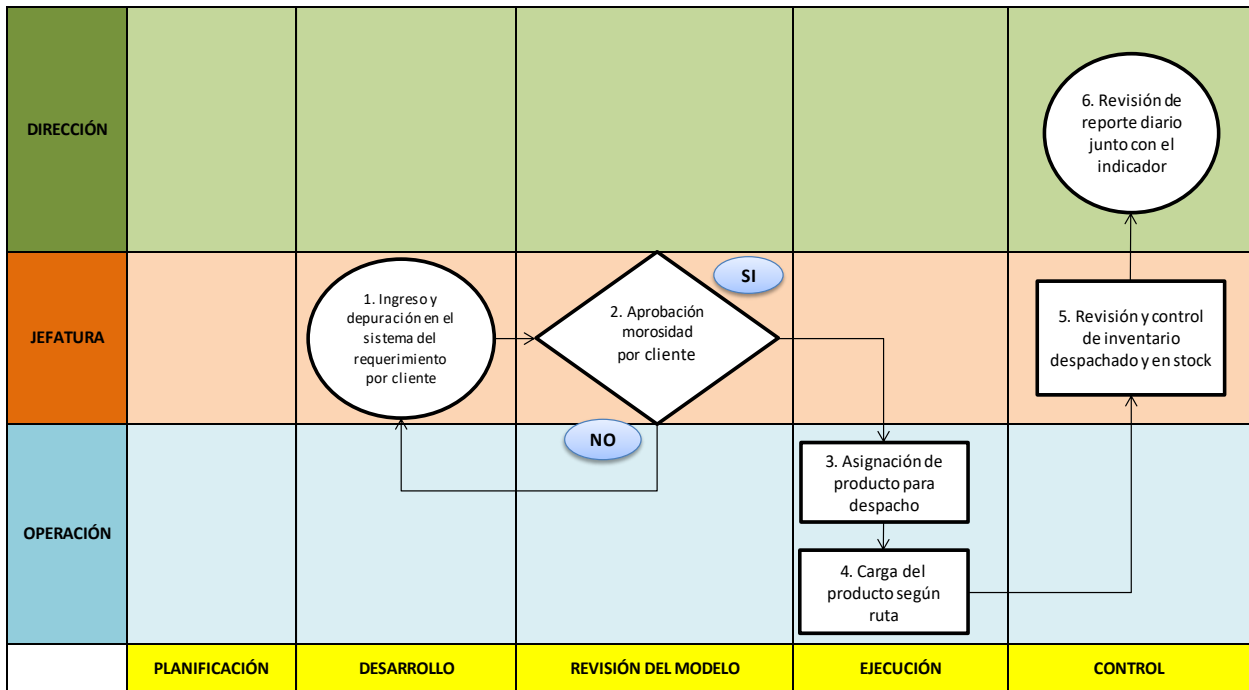 DIRECCIÓN
6. Revisión de
reporte diario
junto con el
indicador
JEFATURA
1. Ingreso y
depuración en el
sistema del
requerimiento
por cliente
2. Aprobación
morosidad
por cliente
SI
5. Revisión y control
de inventario
despachado y en stock
OPERACIÓN
NO
3. Asignación de
producto para
despacho
4. Carga del
producto según
ruta
PLANIFICACIÓN
DESARROLLO
REVISIÓN DEL MODELO
EJECUCIÓN
CONTROL